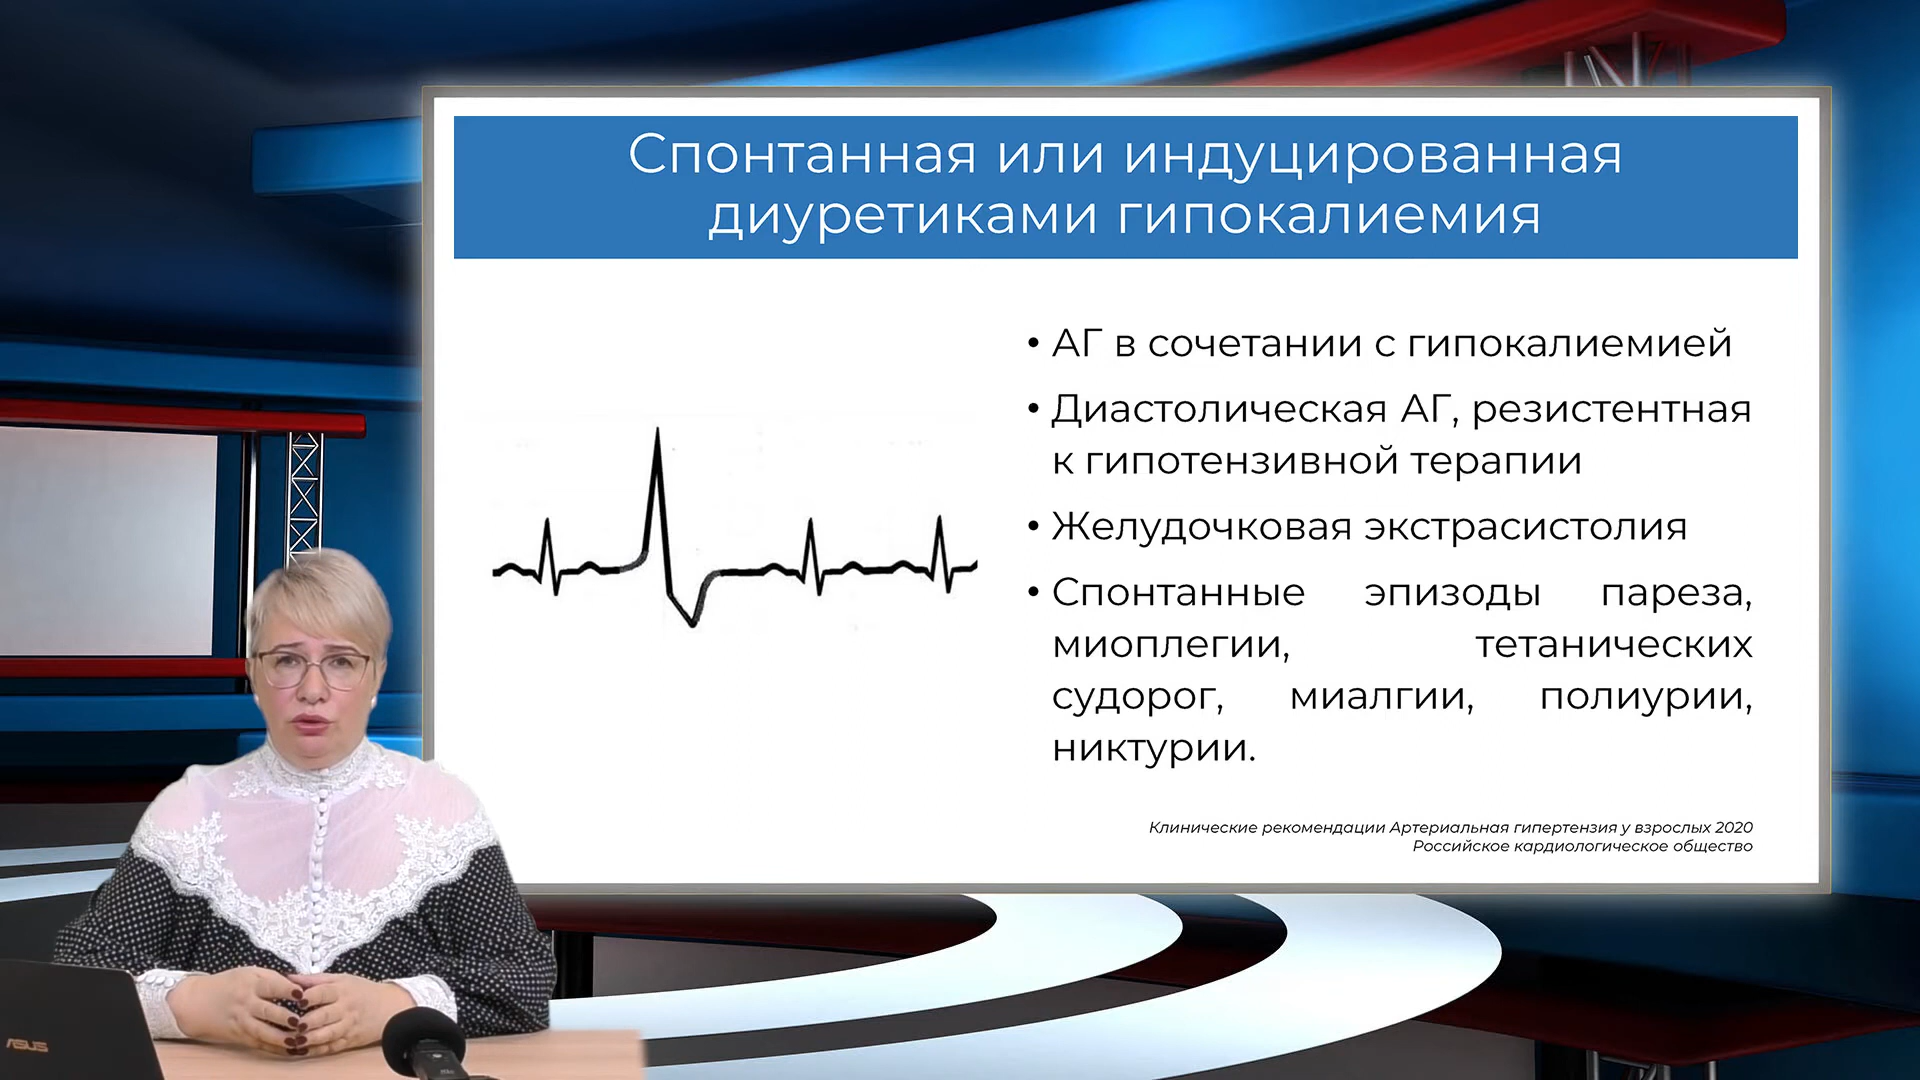 Спонтанная или индуцированная
диуретиками гипокалиемия
• АГ в сочетании с гипокалиемией
• Диастолическая АГ, резистентная
к гипотензивной терапии
• Желудочковая экстрасистолия
• Спонтанные эпизоды пареза,
миоплегии, тетанических
судорог, миалгии, полиурии,
никтурии.
Клинические рекомендации Артериальная гипертензия у взрослых 2020
Российское кардиологическое общество
ASUS